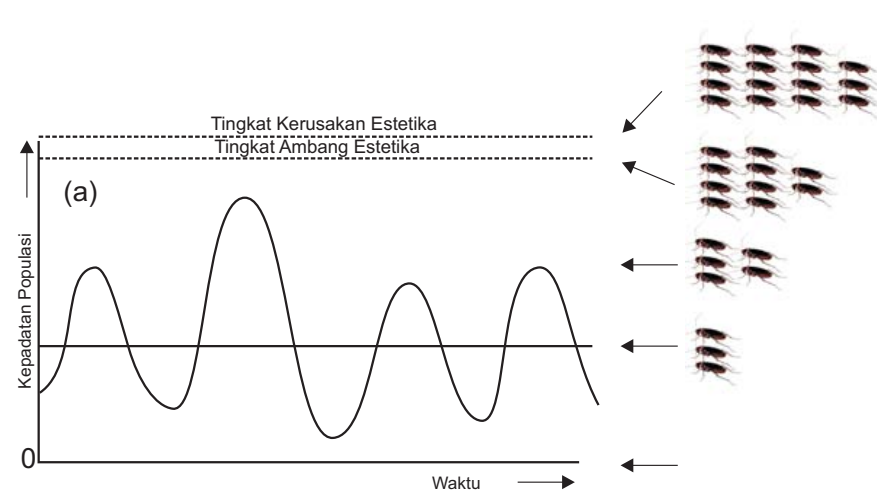 Tingkat Kerusakan Estetika
Tingkat Ambang Estetika
(a)
Kepadatan Populasi
0
Waktu